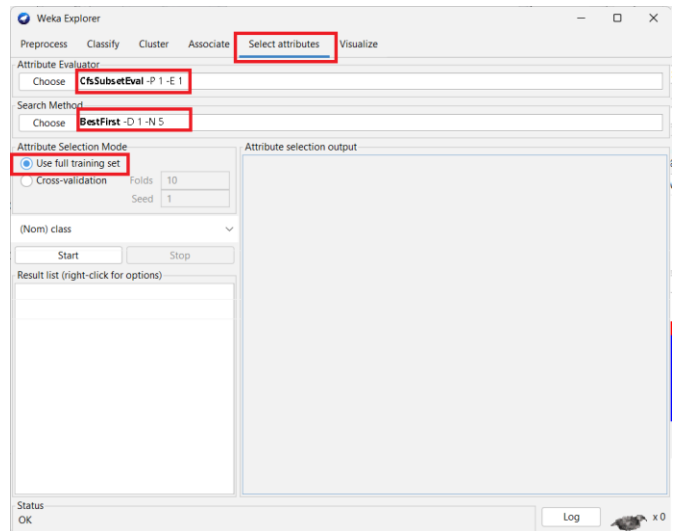 Weka Explorer
Preprocess Classify Cluster Associate Select attributes Visualize
Attribute Evaluator
Choose CfsSubsetEval -P 1 -E 1
Search Method
Choose BestFirst -D 1 -N 5
Attribute Selection Mode
Use full training set
Cross-validation Folds 10
Seed 1
(Nom) class
Start Stop
Result list (right-click for options)
Attribute selection output
Status
OK
Log x 0